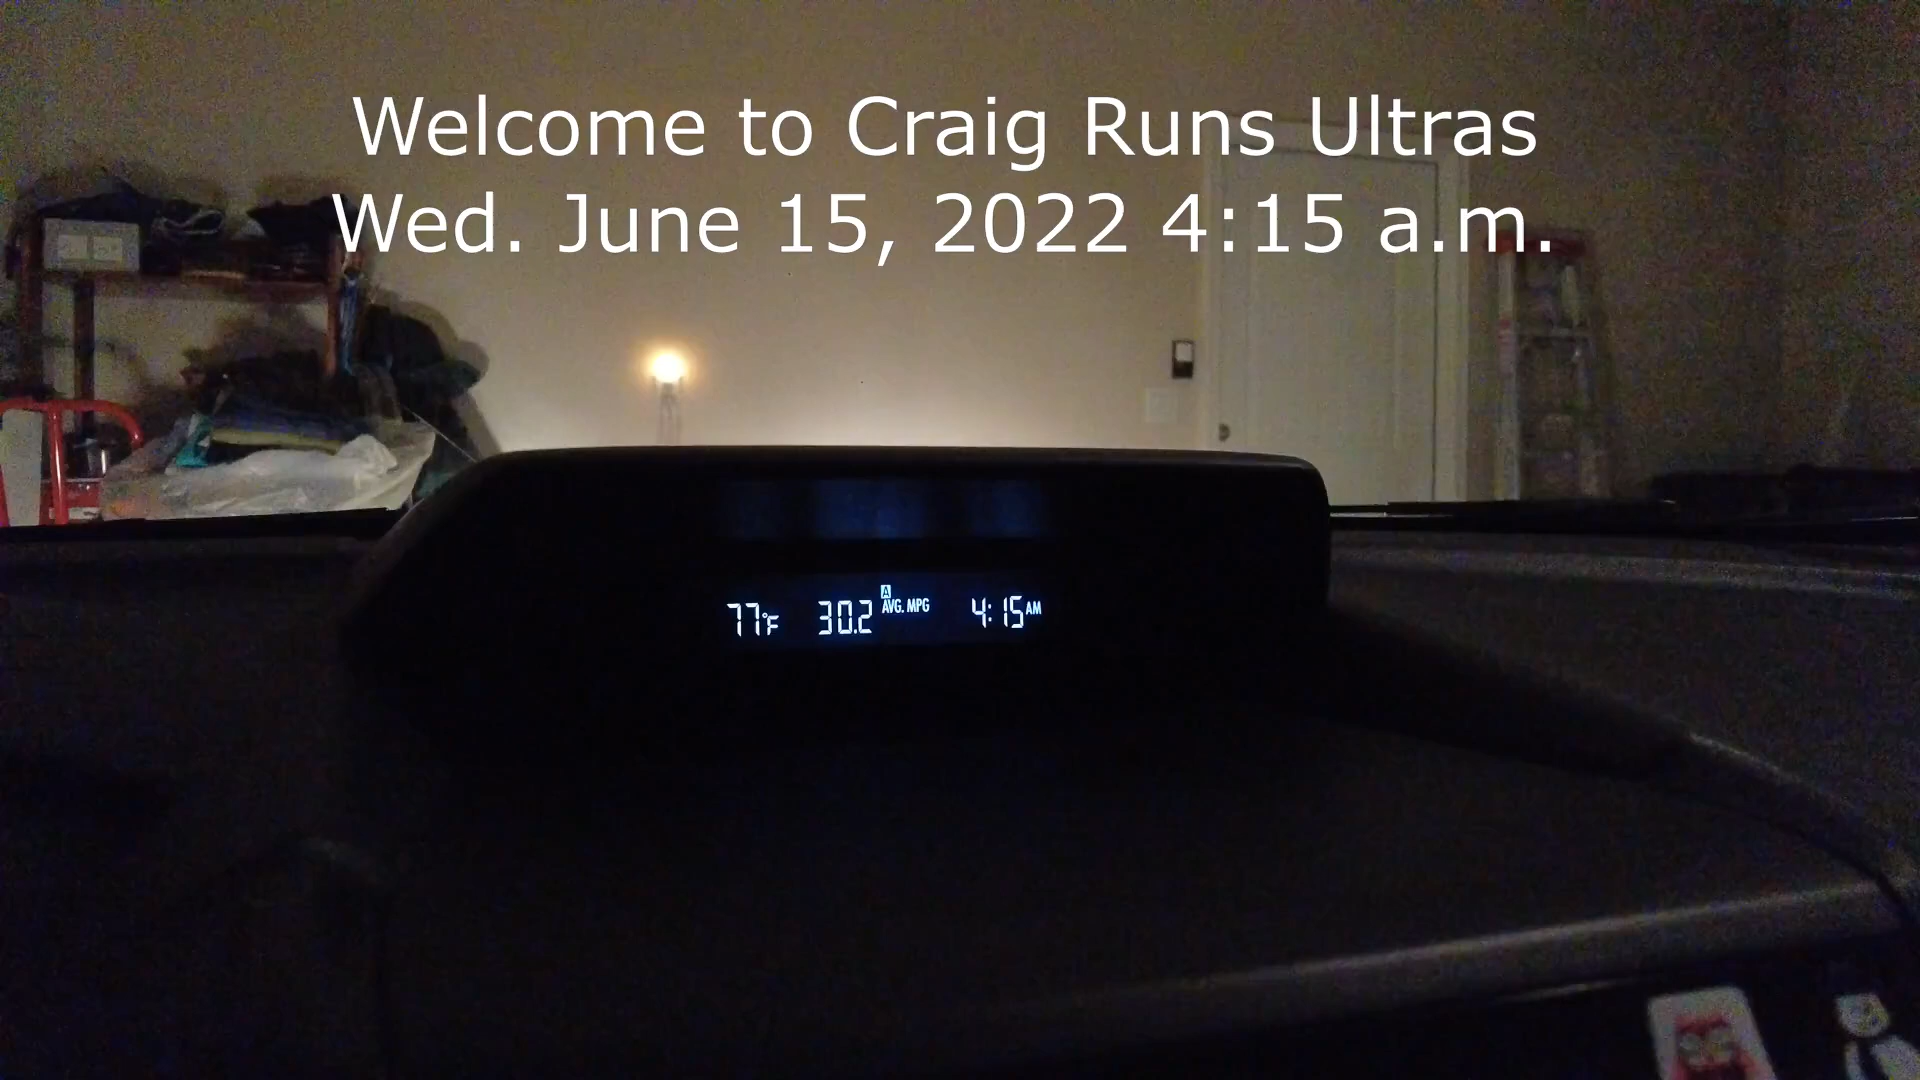 Welcome to Craig Runs Ultras
Wed. June 15, 2022 4:15 a.m.
A
77°F 30.2 AVG. MPG 4:15 AM